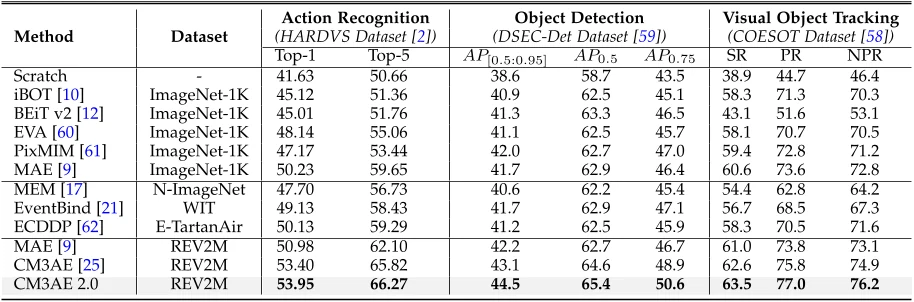 Method Dataset Action Recognition Object Detection Visual Object Tracking
(HARDVS Dataset [2]) (DSEC-Det Dataset [59]) (COESOT Dataset [58])
Top-1 Top-5 AP[0.5:0.95] AP0.5 AP0.75 SR PR NPR
Scratch - 41.63 50.66 38.6 58.7 43.5 38.9 44.7 46.4
iBOT [10] ImageNet-1K 45.12 51.36 40.9 62.5 45.1 58.3 71.3 70.3
BEiT v2 [12] ImageNet-1K 45.01 51.76 41.3 63.3 46.5 43.1 51.6 53.1
EVA [60] ImageNet-1K 48.14 55.06 41.1 62.5 45.7 58.1 70.7 70.5
PixMIM [61] ImageNet-1K 47.17 53.44 42.0 62.7 47.0 59.4 72.8 71.2
MAE [9] ImageNet-1K 50.23 59.65 41.7 62.9 46.4 60.6 73.6 72.8
MEM [17] N-ImageNet 47.70 56.73 40.6 62.2 45.4 54.4 62.8 64.2
EventBind [21] WIT 49.13 58.43 41.7 62.9 47.1 56.7 68.5 67.3
ECDDP [62] E-TartanAir 50.13 59.29 41.2 62.5 45.9 58.3 70.5 71.6
MAE [9] REV2M 50.98 62.10 42.2 62.7 46.7 61.0 73.8 73.1
CM3AE [25] REV2M 53.40 65.82 43.1 64.6 48.9 62.6 75.8 74.9
CM3AE 2.0 REV2M 53.95 66.27 44.5 65.4 50.6 63.5 77.0 76.2